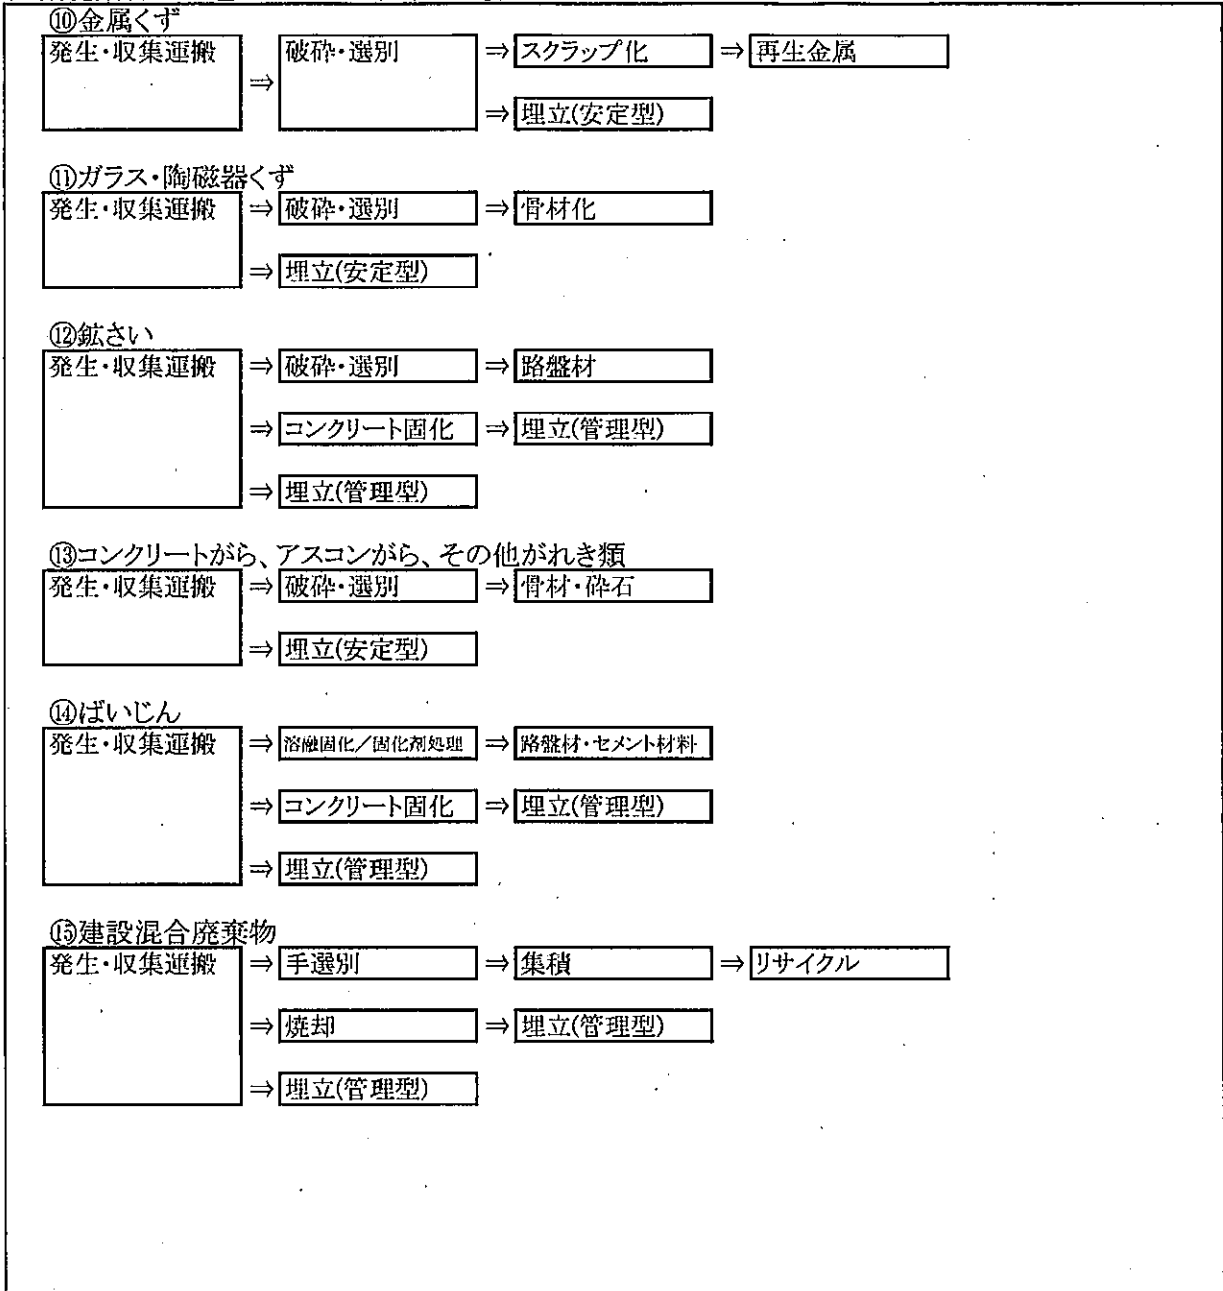 ⑩金属くず
発生・収集運搬 ⇒ 破砕・選別 ⇒ スクラップ化 ⇒ 再生金属
⇒ 埋立(安定型)
⑪ガラス・陶磁器くず
発生・収集運搬 ⇒ 破砕・選別 ⇒ 骨材化
⇒ 埋立(安定型)
⑫鉱さい
発生・収集運搬 ⇒ 破砕・選別 ⇒ 路盤材
⇒ コンクリート固化 ⇒ 埋立(管理型)
⇒ 埋立(管理型)
⑬コンクリートがら、アスコンがら、その他がれき類
発生・収集運搬 ⇒ 破砕・選別 ⇒ 骨材・砕石
⇒ 埋立(安定型)
⑭ばいじん
発生・収集運搬 ⇒ 溶融固化／固化剤処理 ⇒ 路盤材・セメント材料
⇒ コンクリート固化 ⇒ 埋立(管理型)
⇒ 埋立(管理型)
⑮建設混合廃棄物
発生・収集運搬 ⇒ 手選別 ⇒ 集積 ⇒ リサイクル
⇒ 焼却 ⇒ 埋立(管理型)
⇒ 埋立(管理型)